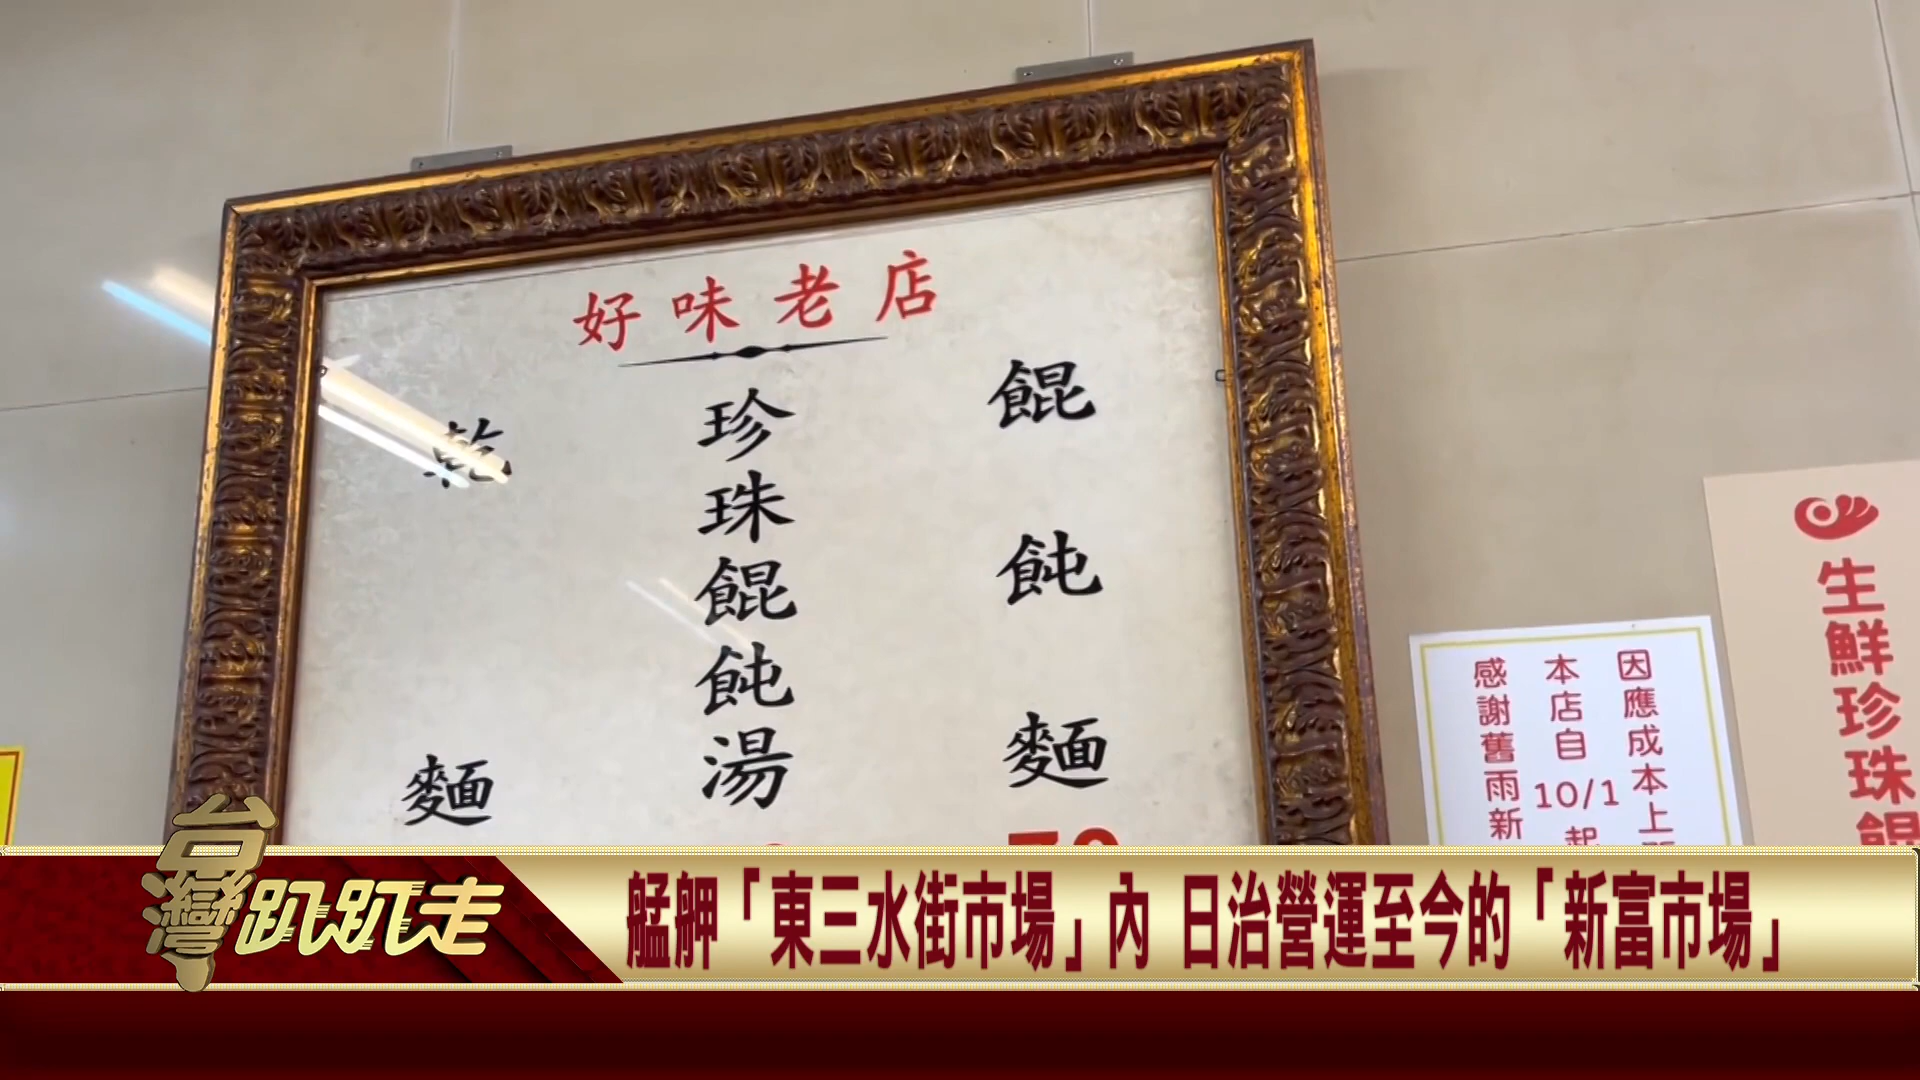 好味老店
餛飩麵
珍珠餛飩湯
乾麵
因應成本上
本店自10/1起
感謝舊雨新
生鮮珍珠餛
台灣趴趴走
艋舺「東三水街市場」內 日治營運至今的「新富市場」